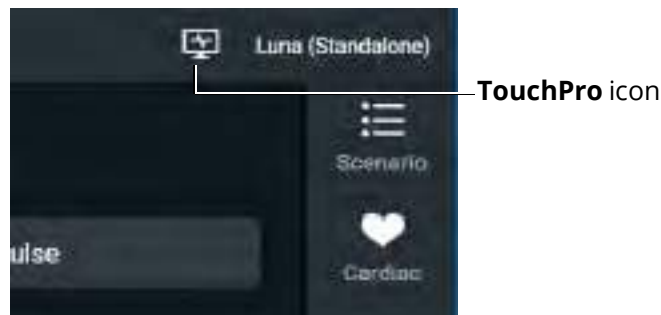 Luna (Standalone)
TouchPro icon
Scenario
ulse
Cardiac